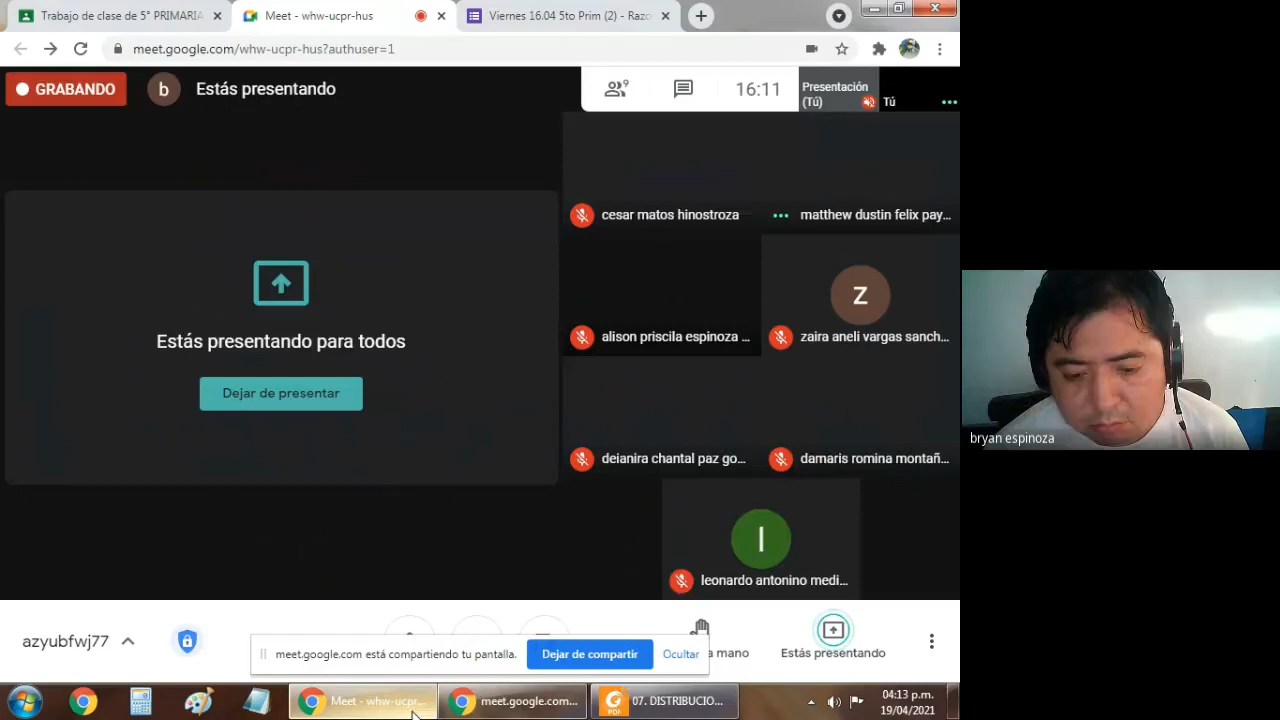 Trabajo de clase de 5° PRIMARIA
Meet - whw-ucpr-hus
Viernes 16.04 5to Prim (2) - Razo
meet.google.com/whw-ucpr-hus?authuser=1
GRABANDO
b
Estás presentando
9
16:11
Presentación
(Tú)
Tú
cesar matos hinostroza
matthew dustin felix pay...
Z
Estás presentando para todos
alison priscila espinoza ...
zaira aneli vargas sanch...
Dejar de presentar
bryan espinoza
deianira chantal paz go...
damaris romina montañ...
l
leonardo antonino medi...
azyubfwj77
meet.google.com está compartiendo tu pantalla.
Dejar de compartir
Ocultar
a mano
Estás presentando
Meet - whw-ucpr...
meet.google.com...
PDF
07. DISTRIBUCIO...
04:13 p.m.
19/04/2021